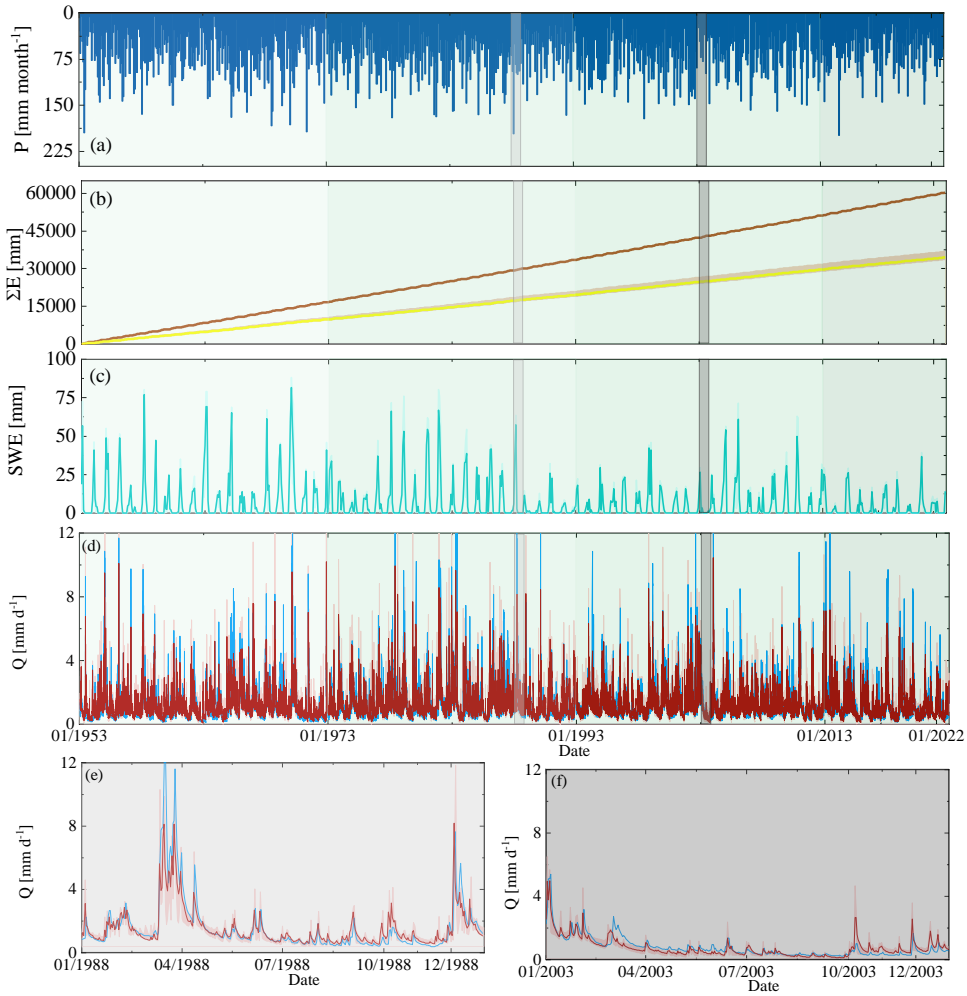 0
75
150
225
P [mm month⁻¹]
(a)
60000
45000
30000
15000
0
ΣE [mm]
(b)
100
75
50
25
0
SWE [mm]
(c)
12
8
4
0
Q [mm d⁻¹]
(d)
01/1953 01/1973 01/1993 01/2013 01/2022
Date
12
8
4
0
Q [mm d⁻¹]
(e)
01/1988 04/1988 07/1988 10/1988 12/1988
Date
12
8
4
0
Q [mm d⁻¹]
(f)
01/2003 04/2003 07/2003 10/2003 12/2003
Date